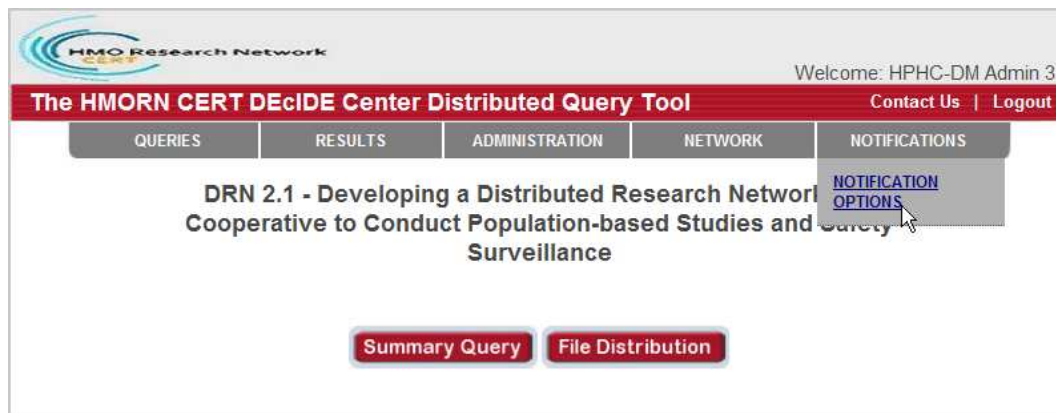 HMO Research Network
CERT
Welcome: HPHC-DM Admin 3
The HMORN CERT DEcIDE Center Distributed Query Tool
Contact Us | Logout
QUERIES RESULTS ADMINISTRATION NETWORK NOTIFICATIONS
NOTIFICATION
OPTIONS
DRN 2.1 - Developing a Distributed Research Networ
Cooperative to Conduct Population-based Studies and Safety
Surveillance
Summary Query File Distribution